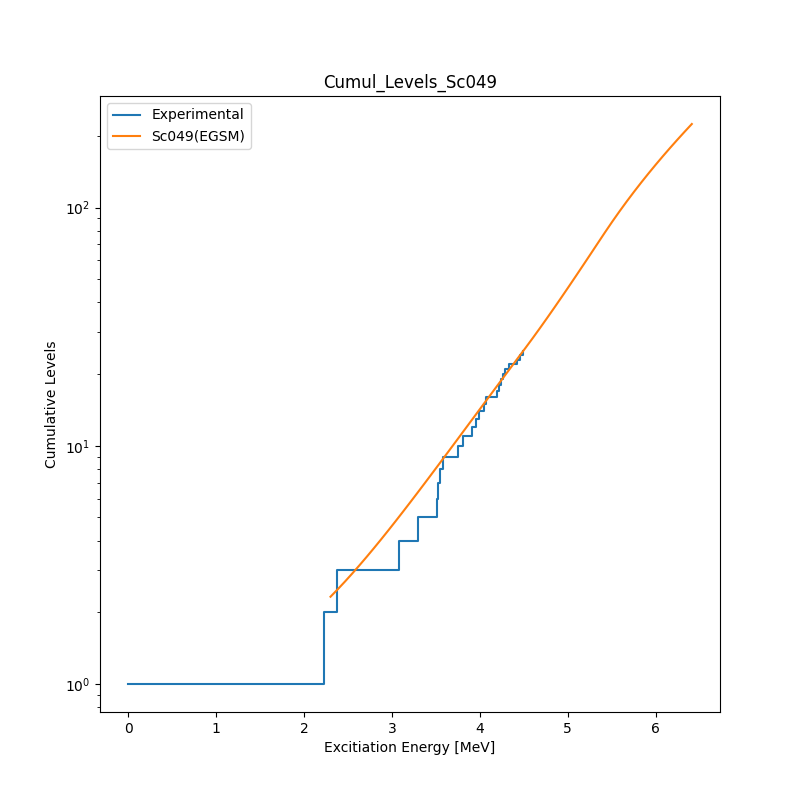 Cumul_Levels_Sc049
Experimental
Sc049(EGSM)
10²
10¹
10⁰
Cumulative Levels
0 1 2 3 4 5 6
Excitiation Energy [MeV]